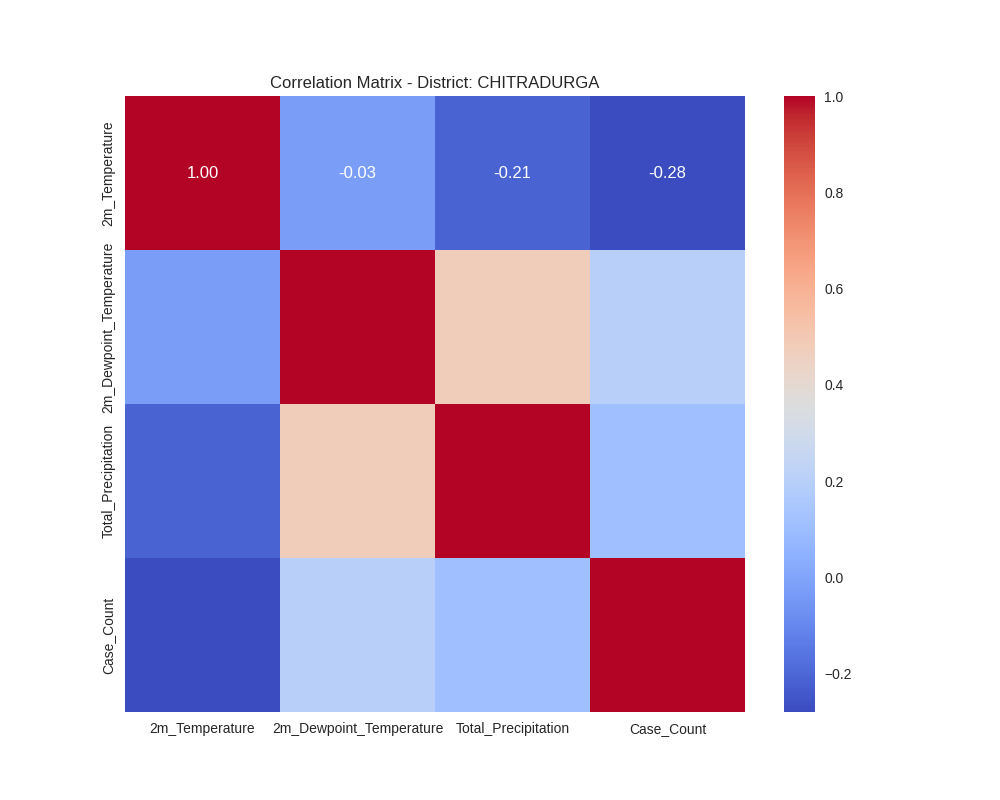 Correlation Matrix - District: CHITRADURGA
2m_Temperature
1.00
-0.03
-0.21
-0.28
2m_Dewpoint_Temperature
Total_Precipitation
Case_Count
2m_Temperature
2m_Dewpoint_Temperature
Total_Precipitation
Case_Count
1.0
0.8
0.6
0.4
0.2
0.0
−0.2